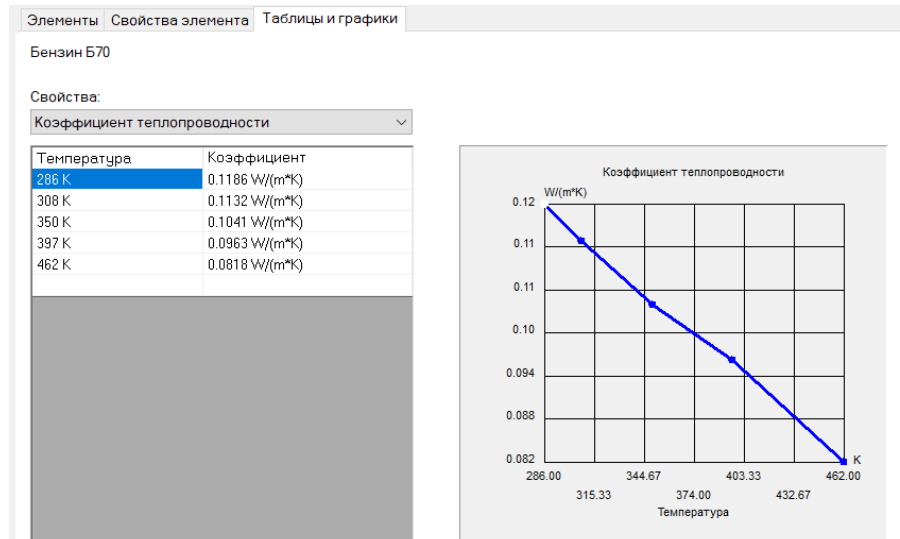 Элементы Свойства элемента Таблицы и графики
Бензин Б70
Свойства:
Коэффициент теплопроводности
Температура Коэффициент
286 K 0.1186 W/(m*K)
308 K 0.1132 W/(m*K)
350 K 0.1041 W/(m*K)
397 K 0.0963 W/(m*K)
462 K 0.0818 W/(m*K)
Коэффициент теплопроводности
W/(m*K)
0.12
0.11
0.11
0.10
0.094
0.088
0.082
K
286.00 344.67 403.33 462.00
315.33 374.00 432.67
Температура